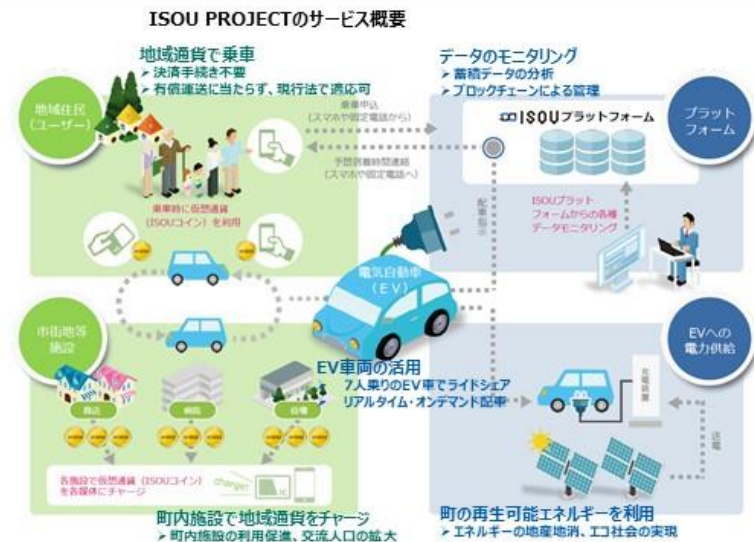 ISOU PROJECTのサービス概要
地域通貨で乗車
➤ 決済手続き不要
➤ 有償運送に当たらず、現行法で適応可
データのモニタリング
➤ 蓄積データの分析
➤ ブロックチェーンによる管理
地域住民
(ユーザー)
乗車申込
(スマホや固定電話から)
予想到着時間連絡
(スマホや固定電話へ)
ISOUプラットフォーム
プラット
フォーム
乗車時に仮想通貨
(ISOUコイン)を利用
配車指示
ISOUプラット
フォームからの各種
データモニタリング
電気自動車
(EV)
市街地等
施設
EVへの
電力供給
EV車両の活用
7人乗りのEV車でライドシェア
リアルタイム・オンデマンド配車
商店
病院
役場
充電装置
送電
各施設で仮想通貨(ISOUコイン)
を各媒体にチャージ
charge!
IC
町内施設で地域通貨をチャージ
➤ 町内施設の利用促進、交流人口の拡大
町の再生可能エネルギーを利用
➤ エネルギーの地産地消、エコ社会の実現